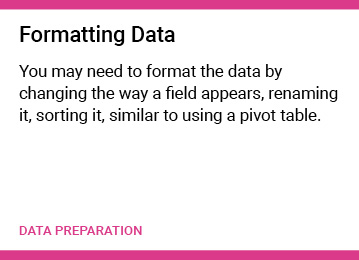 Formatting Data
You may need to format the data by
changing the way a field appears, renaming
it, sorting it, similar to using a pivot table.
DATA PREPARATION